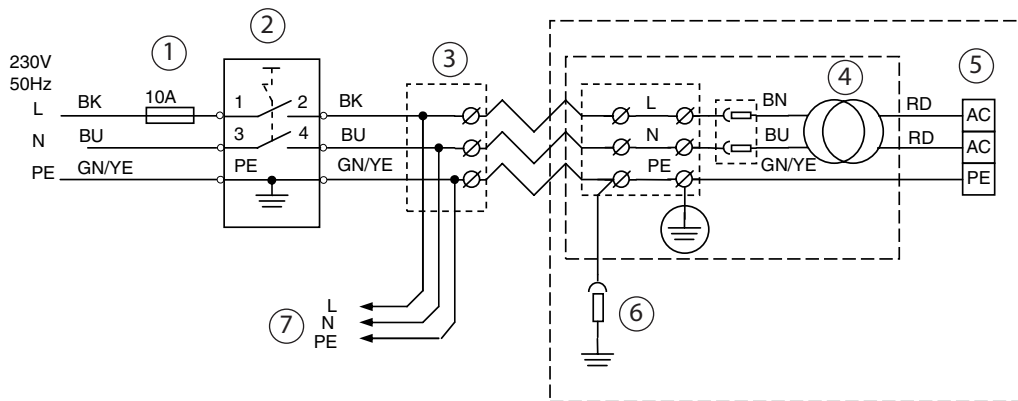 1
2
3
4
5
230V
50Hz
L BK 10A 1 2 BK L BN RD AC
N BU 3 4 BU N BU RD AC
PE GN/YE PE GN/YE PE GN/YE PE
6
7
L
N
PE